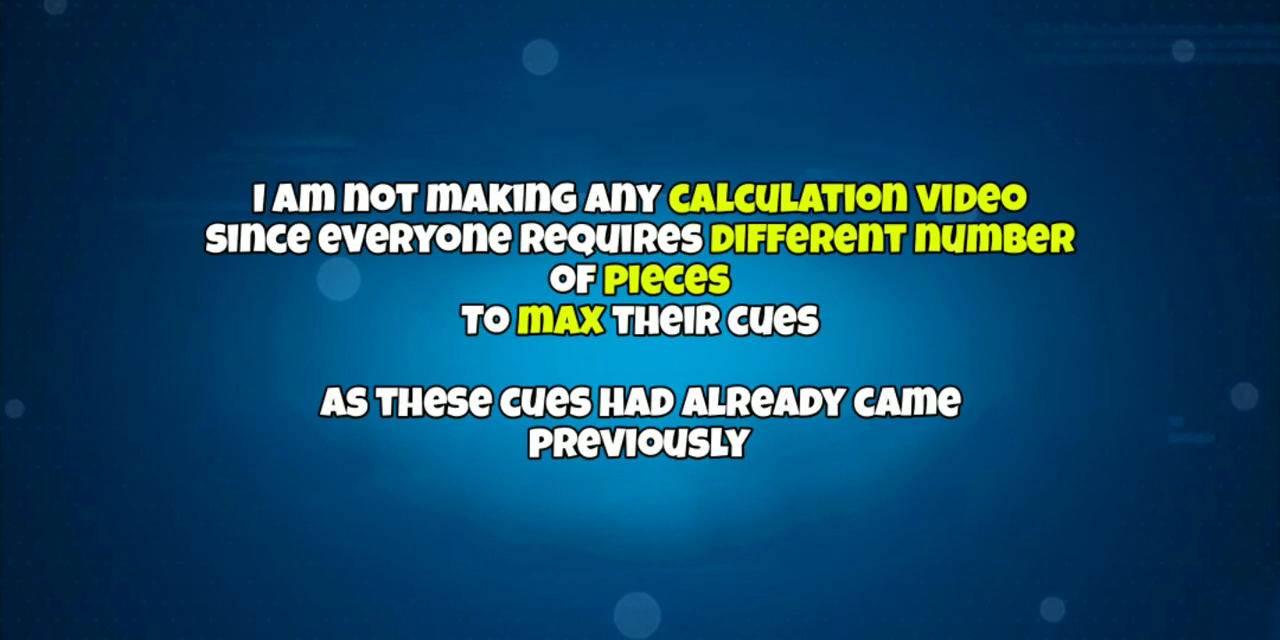 I AM NOT MAKING ANY CALCULATION VIDEO
SINCE EVERYONE REQUIRES DIFFERENT NUMBER
OF PIECES
TO MAX THEIR CUES
AS THESE CUES HAD ALREADY CAME
PREVIOUSLY